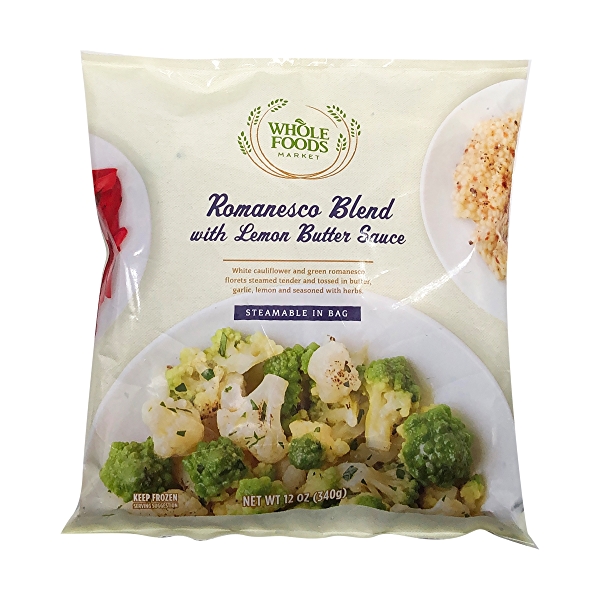 WHOLE
FOODS
MARKET
Romanesco Blend
with Lemon Butter Sauce
White cauliflower and green romanesco
florets steamed tender and tossed in butter,
garlic, lemon and seasoned with herbs.
STEAMABLE IN BAG
KEEP FROZEN
SERVING SUGGESTION
NET WT 12 OZ (340g)